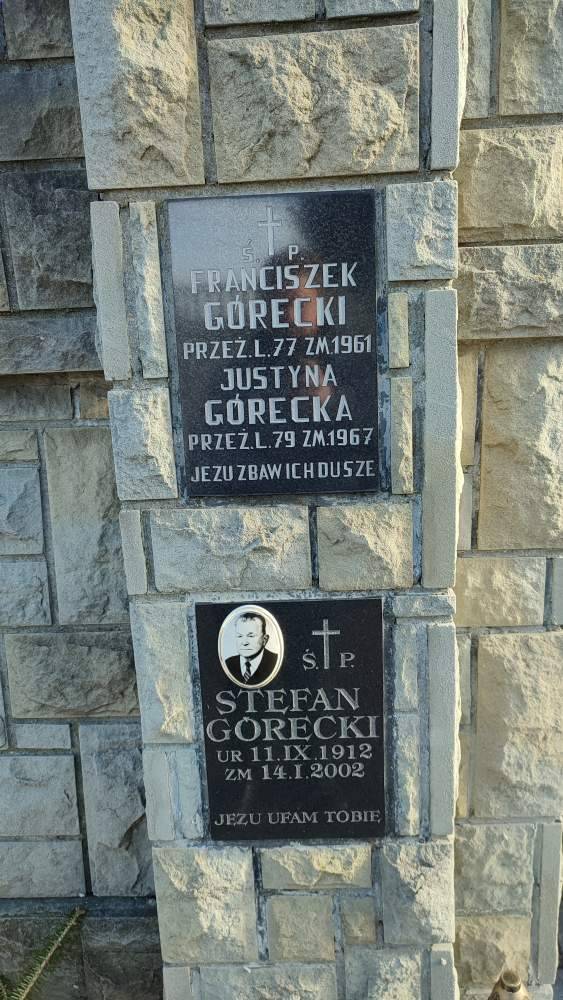 Ś. P.
FRANCISZEK
GÓRECKI
PRZEŻ.L.77 ZM.1961
JUSTYNA
GÓRECKA
PRZEŻ.L.79 ZM.1967
JEZU ZBAW ICH DUSZE
Ś. P.
STEFAN
GÓRECKI
UR 11.IX.1912
ZM 14.I.2002
JEZU UFAM TOBIE